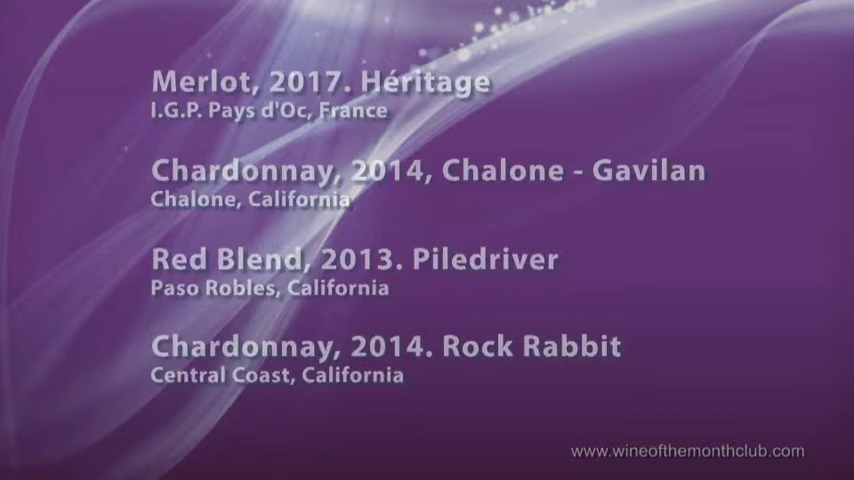 Merlot, 2017. Héritage
I.G.P. Pays d'Oc, France
Chardonnay, 2014, Chalone - Gavilan
Chalone, California
Red Blend, 2013. Piledriver
Paso Robles, California
Chardonnay, 2014. Rock Rabbit
Central Coast, California
www.wineofthemonthclub.com